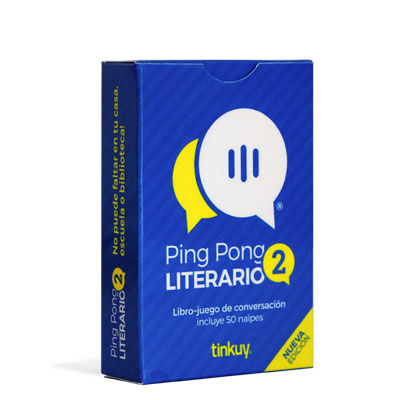 No puede faltar en tu casa,
escuela o biblioteca!
Ping Pong
LITERARIO 2
®
Ping Pong
LITERARIO 2
Libro-juego de conversación
incluye 50 naipes
tinkuy®
NUEVA
EDICIÓN